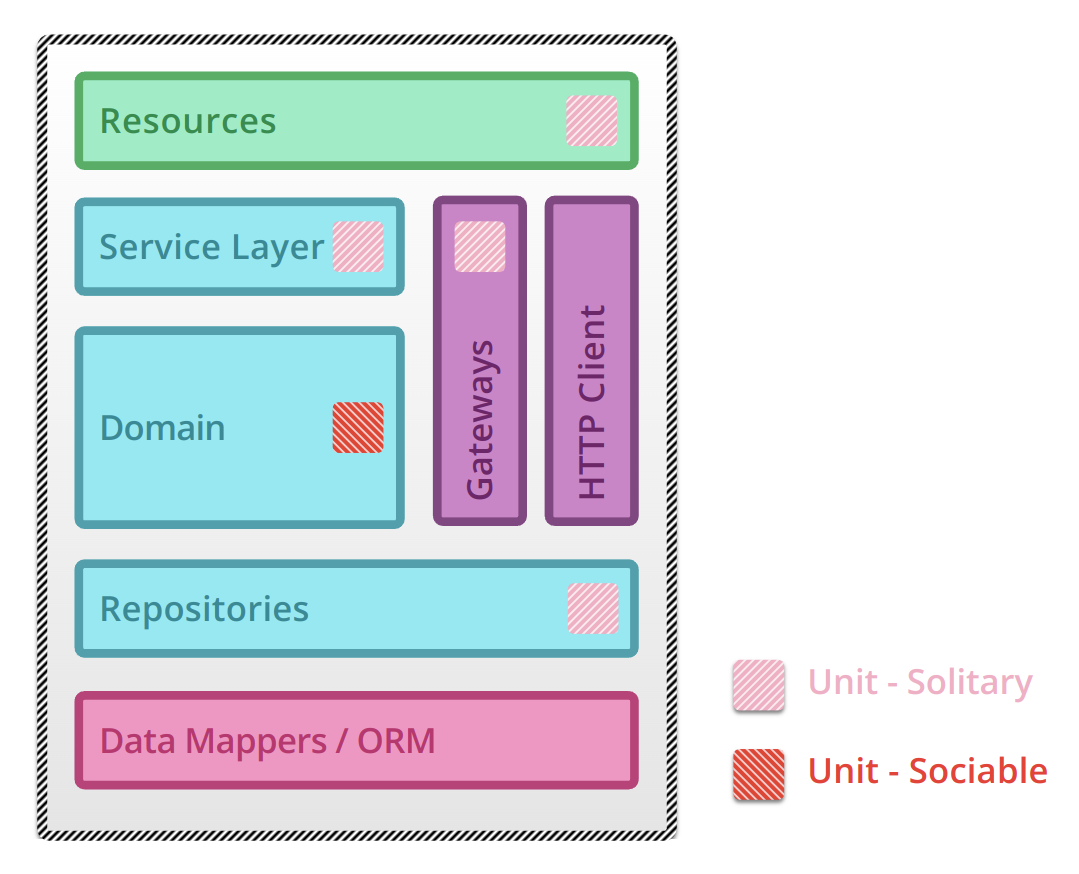 Resources
Service Layer
Gateways
HTTP Client
Domain
Repositories
Data Mappers / ORM
Unit - Solitary
Unit - Sociable